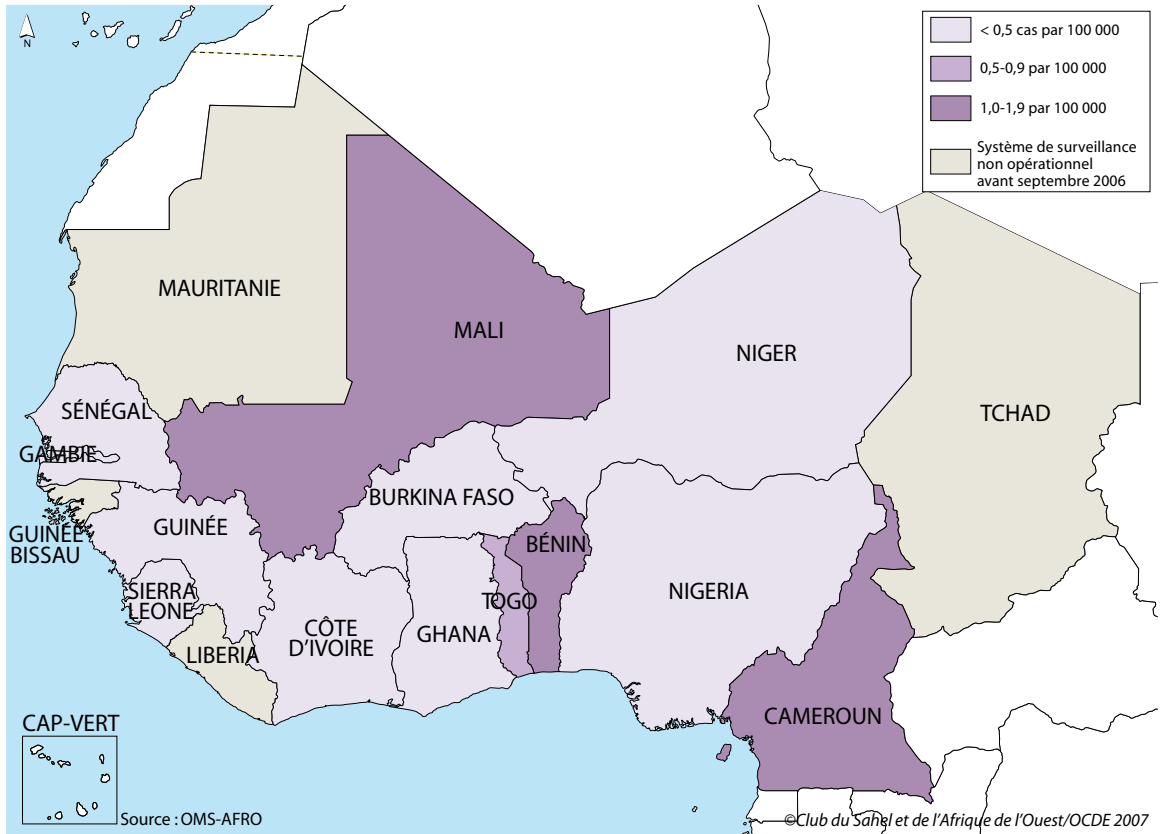 N
< 0,5 cas par 100 000
0,5-0,9 par 100 000
1,0-1,9 par 100 000
Système de surveillance
non opérationnel
avant septembre 2006
MAURITANIE
MALI
NIGER
TCHAD
SÉNÉGAL
GAMBIE
BURKINA FASO
GUINÉE
GUINÉE
BISSAU
BÉNIN
SIERRA
LEONE
TOGO
NIGERIA
CÔTE
D'IVOIRE
GHANA
LIBERIA
CAP-VERT
CAMEROUN
Source : OMS-AFRO
©Club du Sahel et de l'Afrique de l'Ouest/OCDE 2007